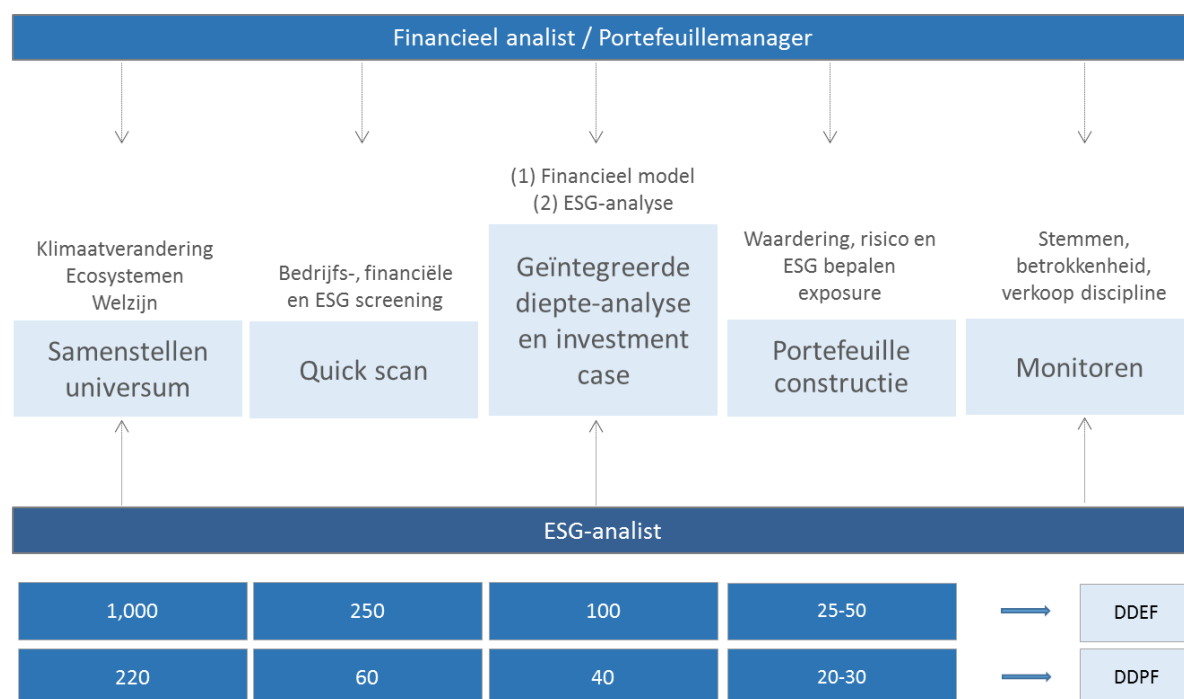 Financieel analist / Portefeuillemanager
Klimaatverandering
Ecosystemen
Welzijn
Samenstellen
universum
Bedrijfs-, financiële
en ESG screening
Quick scan
(1) Financieel model
(2) ESG-analyse
Geïntegreerde
diepte-analyse
en investment
case
Waardering, risico en
ESG bepalen
exposure
Portefeuille
constructie
Stemmen,
betrokkenheid,
verkoop discipline
Monitoren
ESG-analist
1,000 250 100 25-50 DDEF
220 60 40 20-30 DDPF